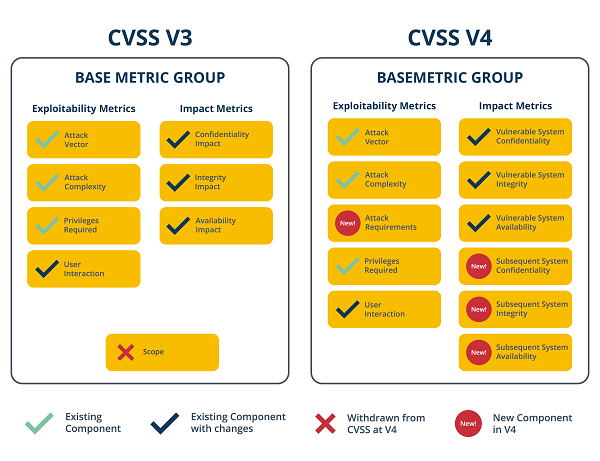 CVSS V3
BASE METRIC GROUP
Exploitability Metrics
Attack
Vector
Attack
Complexity
Privileges
Required
User
Interaction
Impact Metrics
Confidentiality
Impact
Integrity
Impact
Availability
Impact
Scope
CVSS V4
BASEMETRIC GROUP
Exploitability Metrics
Attack
Vector
Attack
Complexity
New!
Attack
Requirements
Privileges
Required
User
Interaction
Impact Metrics
Vulnerable System
Confidentiality
Vulnerable System
Integrity
Vulnerable System
Availability
New!
Subsequent System
Confidentiality
New!
Subsequent System
Integrity
New!
Subsequent System
Availability
Existing
Component
Existing Component
with changes
Withdrawn from
CVSS at V4
New!
New Component
in V4